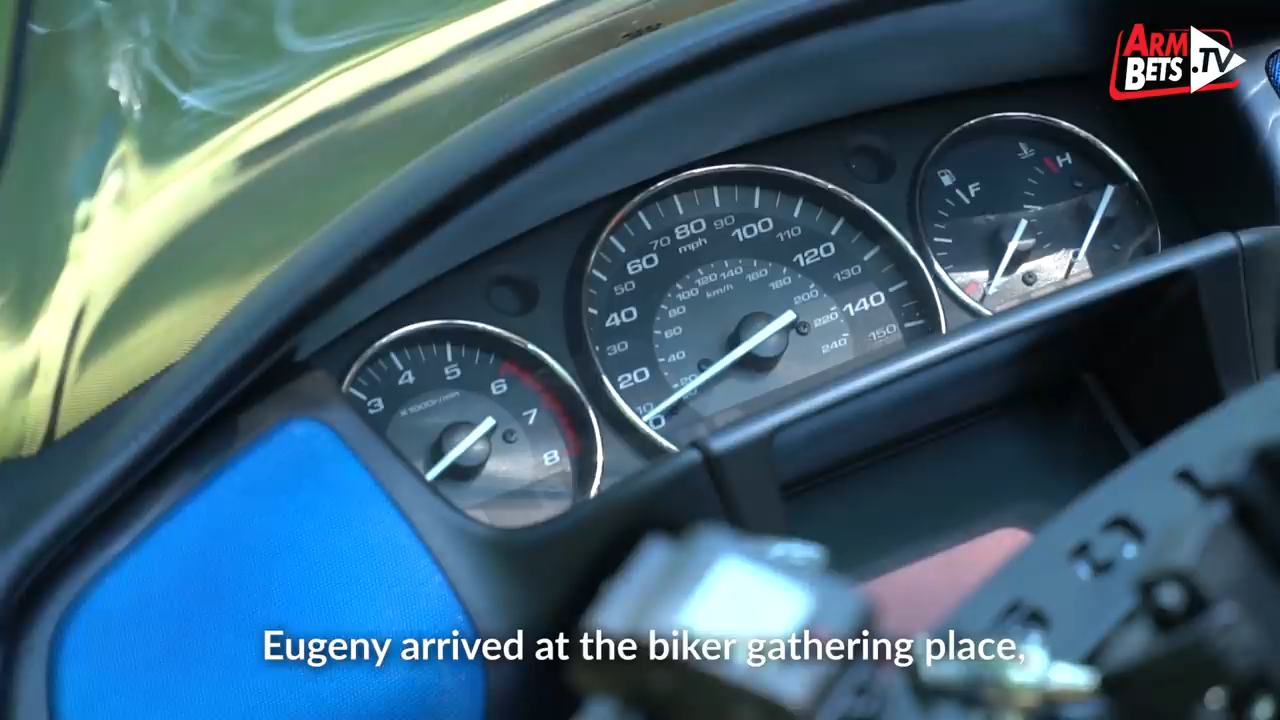 ARM
BETS .TV
F
H
70 80 90 100 110
mph
60
120
50
130
40
140
30
150
20
10
0
120 140 160
100
km/h
180
80
200
60
220
40
240
20
3 4 5 6 7 8
x1000r/min
Eugeny arrived at the biker gathering place,